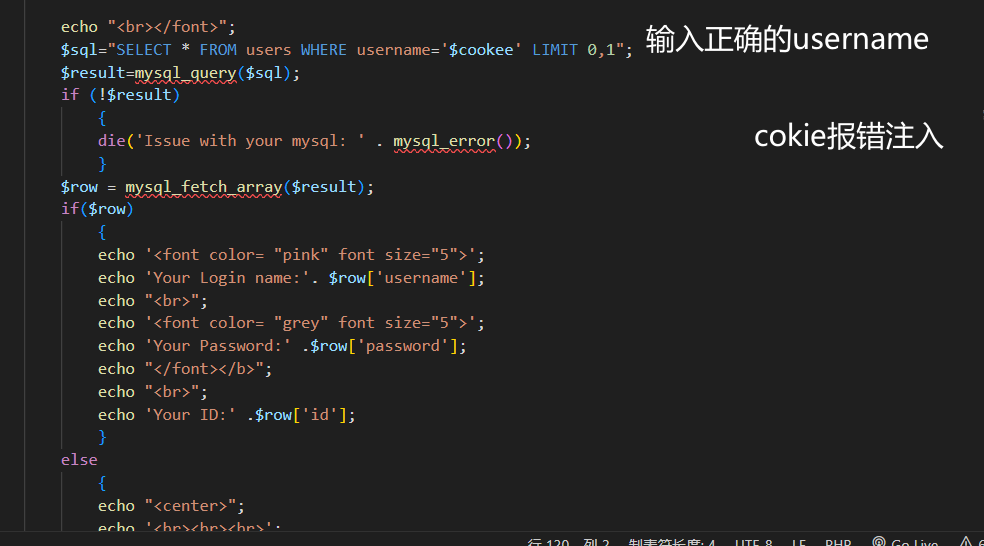 echo "<br></font>";
$sql="SELECT * FROM users WHERE username='$cookee' LIMIT 0,1";
输入正确的username
$result=mysql_query($sql);
if (!$result)
{
die('Issue with your mysql: ' . mysql_error());
cokie报错注入
}
$row = mysql_fetch_array($result);
if($row)
{
echo '<font color= "pink" font size="5">';
echo 'Your Login name:'. $row['username'];
echo "<br>";
echo '<font color= "grey" font size="5">';
echo 'Your Password:' .$row['password'];
echo "</font></b>";
echo "<br>";
echo 'Your ID:' .$row['id'];
}
else
{
echo "<center>";
echo '<br><br><br>';
行 120, 列 2 制表符长度: 4 UTF-8 LF PHP Go Live